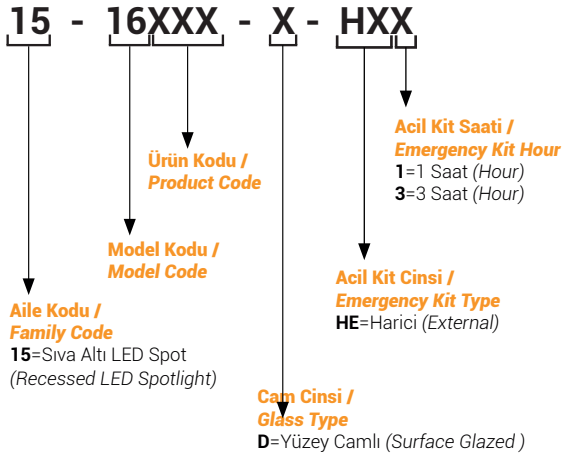 15 - 16XXX - X - HXX
Acil Kit Saati /
Emergency Kit Hour
1=1 Saat (Hour)
3=3 Saat (Hour)
Ürün Kodu /
Product Code
Model Kodu /
Model Code
Acil Kit Cinsi /
Emergency Kit Type
HE=Harici (External)
Aile Kodu /
Family Code
15=Sıva Altı LED Spot
(Recessed LED Spotlight)
Cam Cinsi /
Glass Type
D=Yüzey Camlı (Surface Glazed )